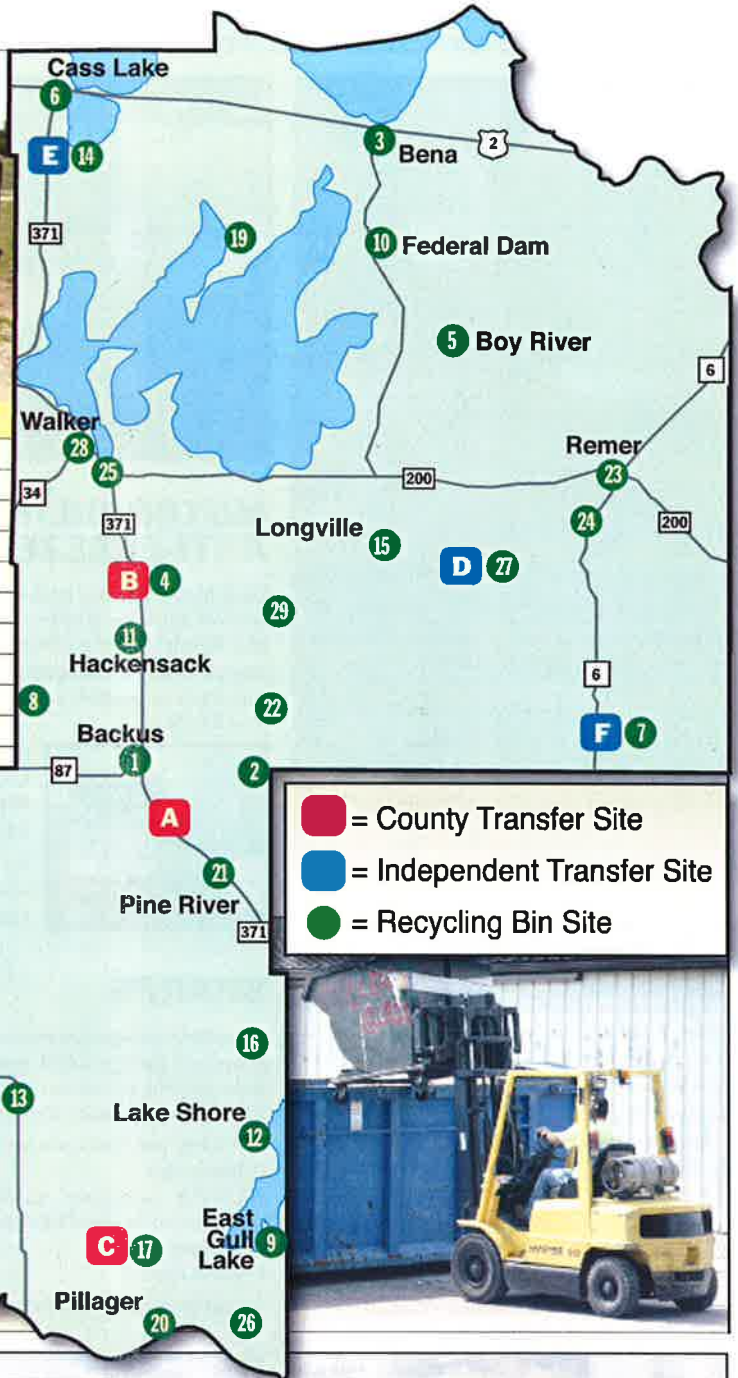 Cass Lake
6
E
14
3
Bena
2
371
19
10
Federal Dam
5
Boy River
6
Walker
28
25
Remer
23
200
34
371
Longville
15
24
200
D
27
B
4
29
11
Hackensack
6
8
22
F
7
Backus
1
87
2
A
= County Transfer Site
= Independent Transfer Site
= Recycling Bin Site
21
Pine River
371
16
13
Lake Shore
12
East
Gull
Lake
9
C
17
Pillager
20
26